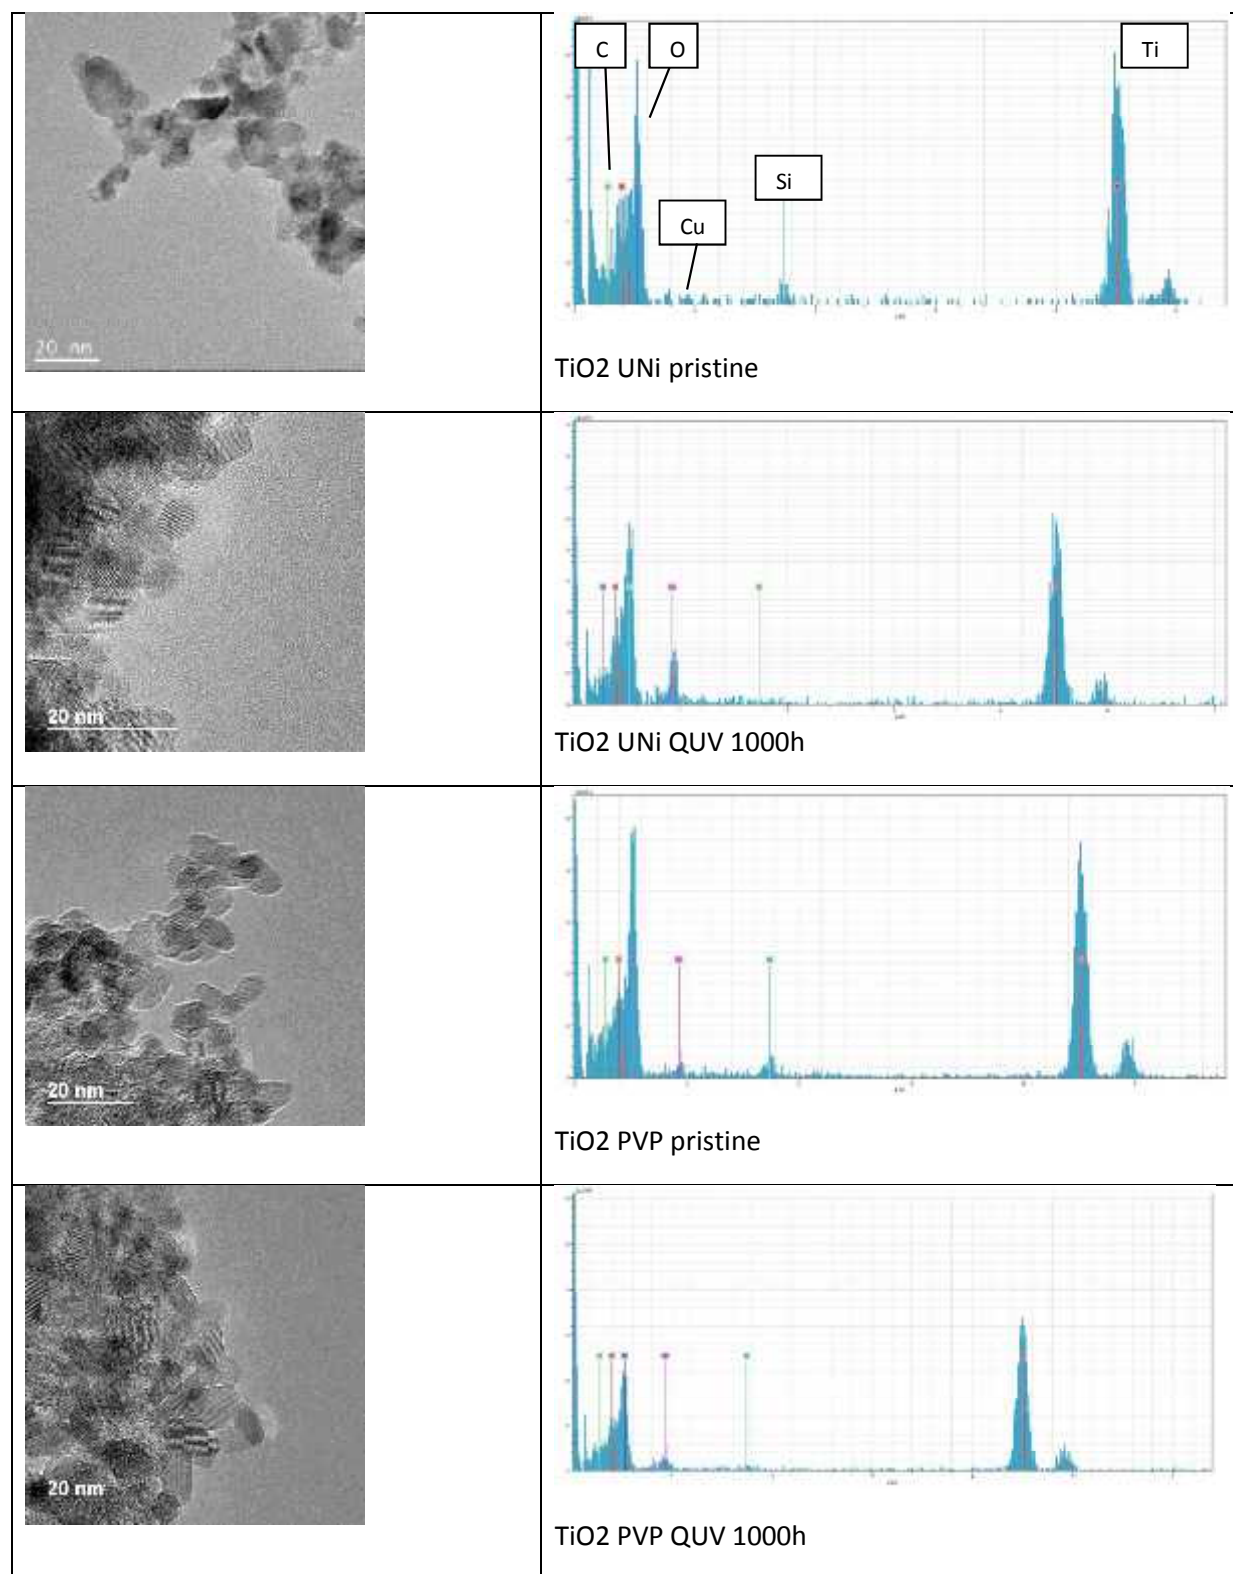 C
O
Ti
Si
Cu
20 nm
TiO2 UNi pristine
20 nm
TiO2 UNi QUV 1000h
20 nm
TiO2 PVP pristine
20 nm
TiO2 PVP QUV 1000h